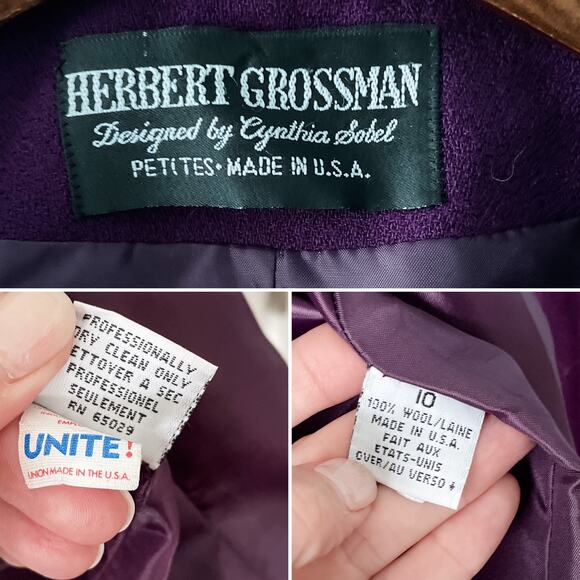 HERBERT GROSSMAN
Designed by Cynthia Sobel
PETITES • MADE IN U.S.A.
PROFESSIONALLY
DRY CLEAN ONLY
ETTOYER A SEC
PROFESSIONEL
SEULEMENT
RN 65029
UNITE!
UNION MADE IN THE U.S.A.
10
100% WOOL/LAINE
MADE IN U.S.A.
FAIT AUX
ETATS-UNIS
OVER/AU VERSO